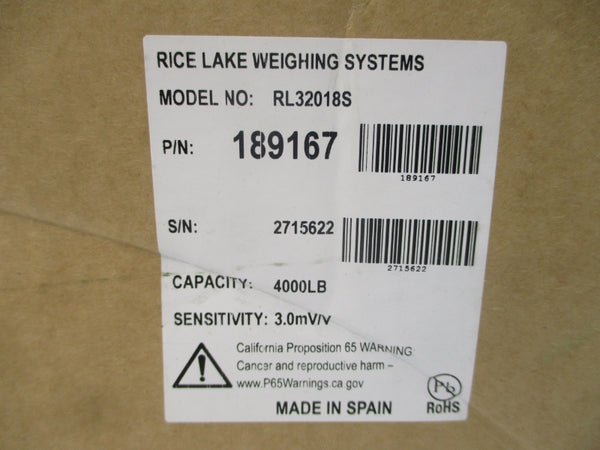 RICE LAKE WEIGHING SYSTEMS
MODEL NO: RL32018S
P/N: 189167
189167
S/N: 2715622
2715622
CAPACITY: 4000LB
SENSITIVITY: 3.0mV/V
California Proposition 65 WARNING
Cancer and reproductive harm –
www.P65Warnings.ca.gov
Pb
RoHS
MADE IN SPAIN